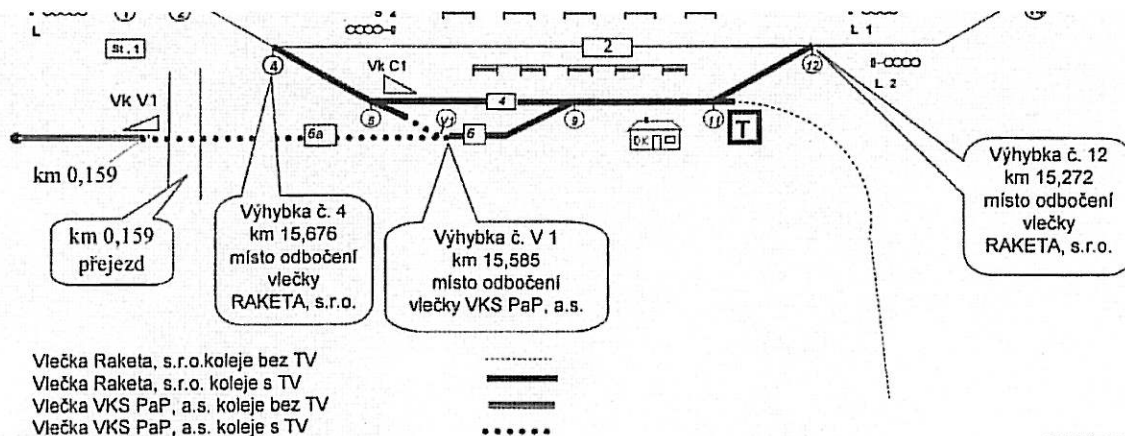 L
St. 1
Vk V1
km 0,159
km 0,159
přejezd
4
Vk C1
8
V1
6a
6
4
2
9
11
12
T
DK
L 1
L 2
Výhybka č. 4
km 15,676
místo odbočení
vlečky
RAKETA, s.r.o.
Výhybka č. V 1
km 15,585
místo odbočení
vlečky VKS PaP, a.s.
Výhybka č. 12
km 15,272
místo odbočení
vlečky
RAKETA, s.r.o.
Vlečka Raketa, s.r.o.koleje bez TV
Vlečka Raketa, s.r.o. koleje s TV
Vlečka VKS PaP, a.s. koleje bez TV
Vlečka VKS PaP, a.s. koleje s TV